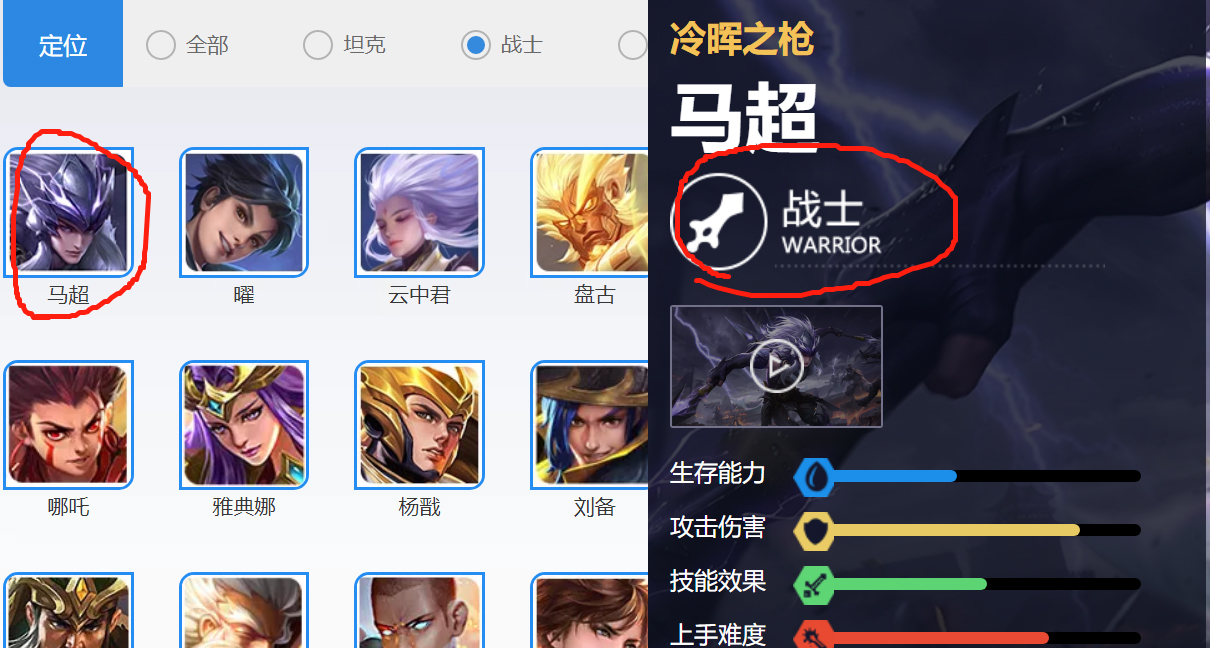 定位 全部 坦克 战士
马超 曜 云中君 盘古
哪吒 雅典娜 杨戬 刘备
冷晖之枪
马超
战士
WARRIOR
生存能力
攻击伤害
技能效果
上手难度